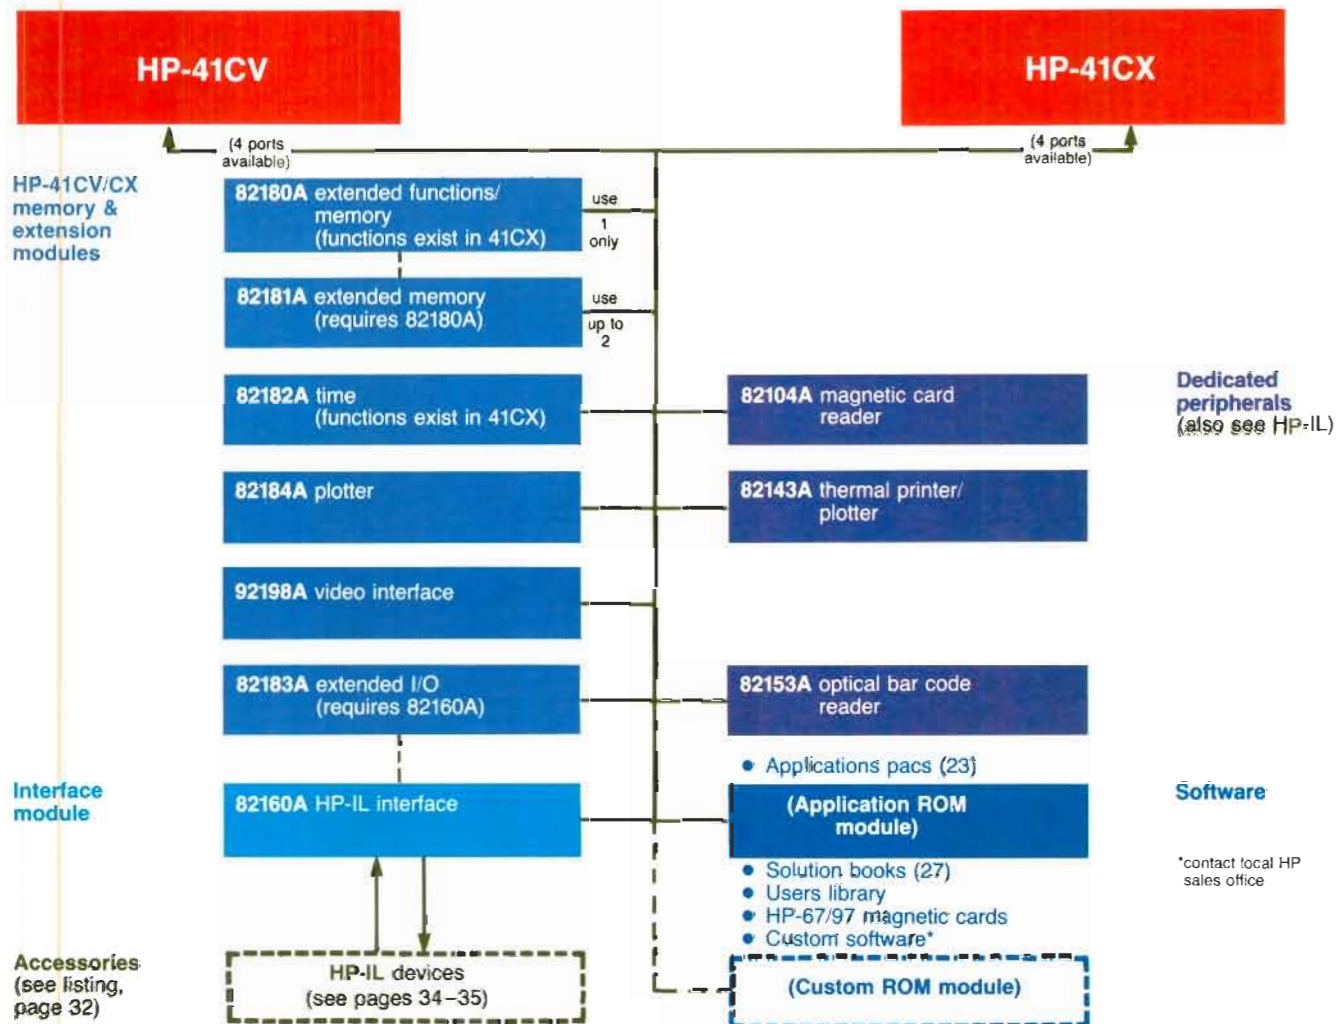 HP-41CV
HP-41CX
(4 ports
available)
(4 ports
available)
HP-41CV/CX
memory &
extension
modules
82180A extended functions/
memory
(functions exist in 41CX)
use
1
only
82181A extended memory
(requires 82180A)
use
up to
2
82182A time
(functions exist in 41CX)
82104A magnetic card
reader
Dedicated
peripherals
(also see HP-IL)
82184A plotter
82143A thermal printer/
plotter
92198A video interface
82183A extended I/O
(requires 82160A)
82153A optical bar code
reader
• Applications pacs (23)
Interface
module
82160A HP-IL interface
(Application ROM
module)
Software
• Solution books (27)
• Users library
• HP-67/97 magnetic cards
• Custom software*
*contact local HP
sales office
Accessories
(see listing,
page 32)
HP-IL devices
(see pages 34–35)
(Custom ROM module)